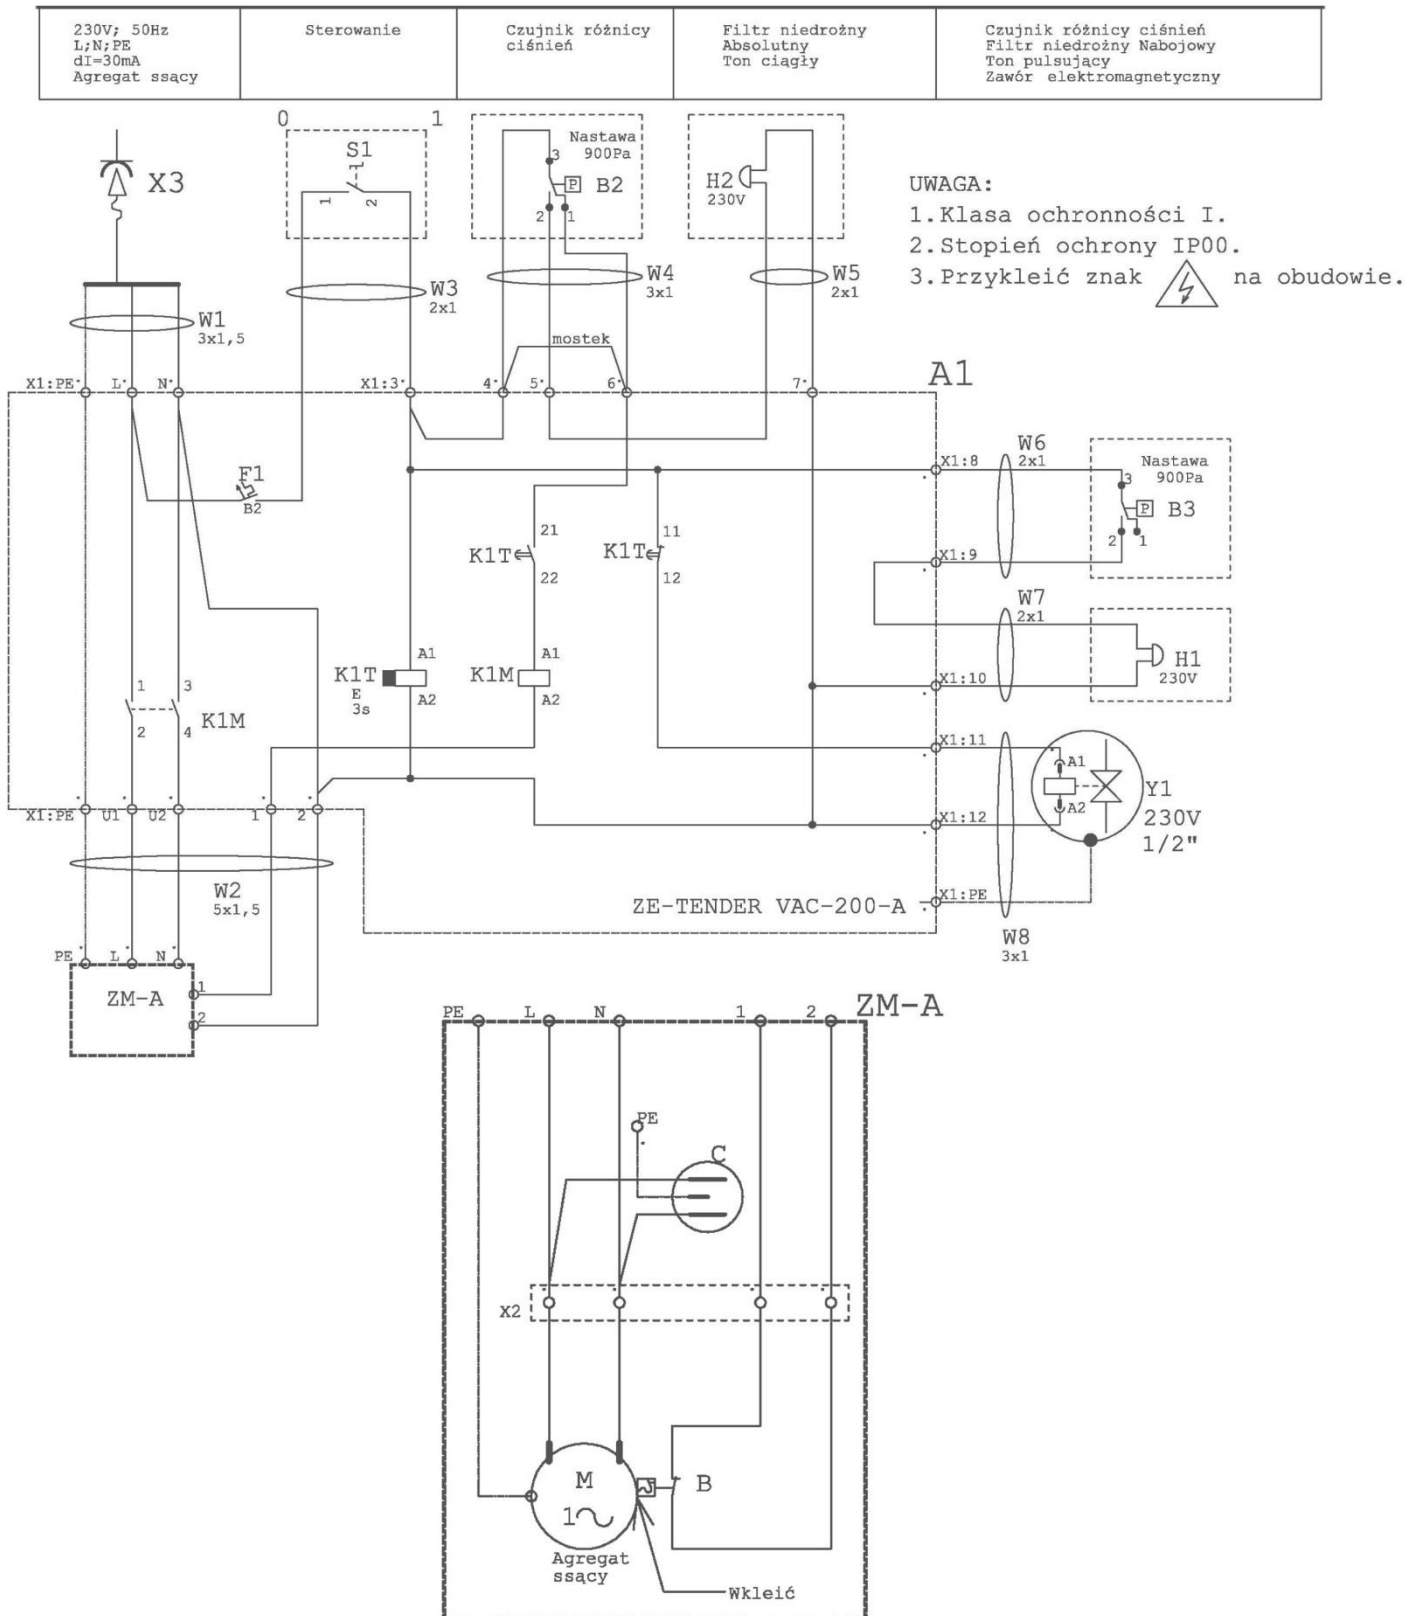 230V; 50Hz
L;N;PE
dI=30mA
Agregat ssący
Sterowanie
Czujnik różnicy
ciśnień
Filtr niedrożny
Absolutny
Ton ciągły
Czujnik różnicy ciśnień
Filtr niedrożny Nabojowy
Ton pulsujący
Zawór elektromagnetyczny
X3
0
1
S1
1
2
Nastawa
900Pa
3
P
B2
2
1
H2
230V
UWAGA:
1.Klasa ochronności I.
2.Stopień ochrony IP00.
3.Przykleić znak na obudowie.
W1
3x1,5
W3
2x1
W4
3x1
W5
2x1
mostek
X1:PE
L
N
X1:3
4
5
6
7
A1
F1
B2
W6
2x1
X1:8
Nastawa
900Pa
3
P
B3
2
1
X1:9
21
K1T
22
11
K1T
12
W7
2x1
H1
230V
X1:10
K1T
E
3s
A1
A2
K1M
A1
A2
1
3
2
4
K1M
X1:11
A1
A2
Y1
230V
1/2"
X1:12
X1:PE
U1
U2
1
2
W2
5x1,5
ZE-TENDER VAC-200-A
X1:PE
W8
3x1
PE
L
N
ZM-A
1
2
PE
L
N
1
2
ZM-A
PE
C
X2
M
1
B
Agregat
ssący
Wkleić